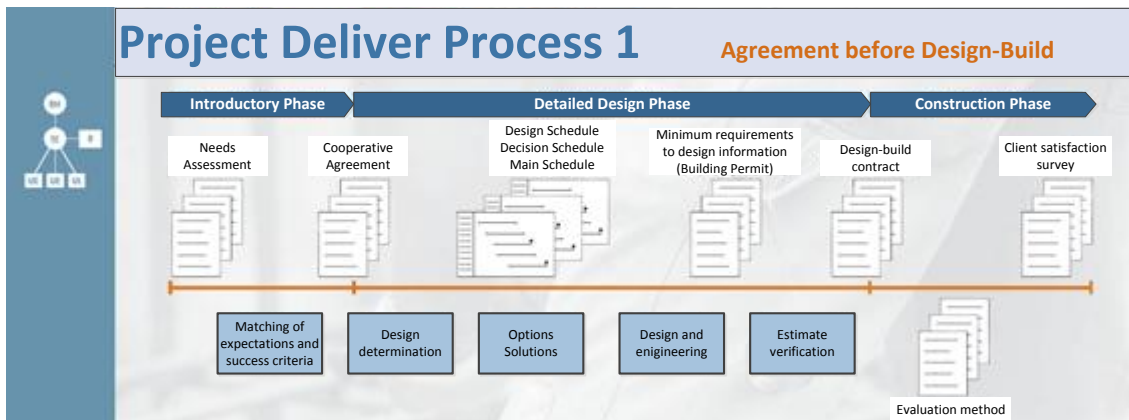 Project Deliver Process 1
Agreement before Design-Build
Introductory Phase
Detailed Design Phase
Construction Phase
Needs
Assessment
Cooperative
Agreement
Design Schedule
Decision Schedule
Main Schedule
Minimum requirements
to design information
(Building Permit)
Design-build
contract
Client satisfaction
survey
Matching of
expectations and
success criteria
Design
determination
Options
Solutions
Design and
enigineering
Estimate
verification
Evaluation method